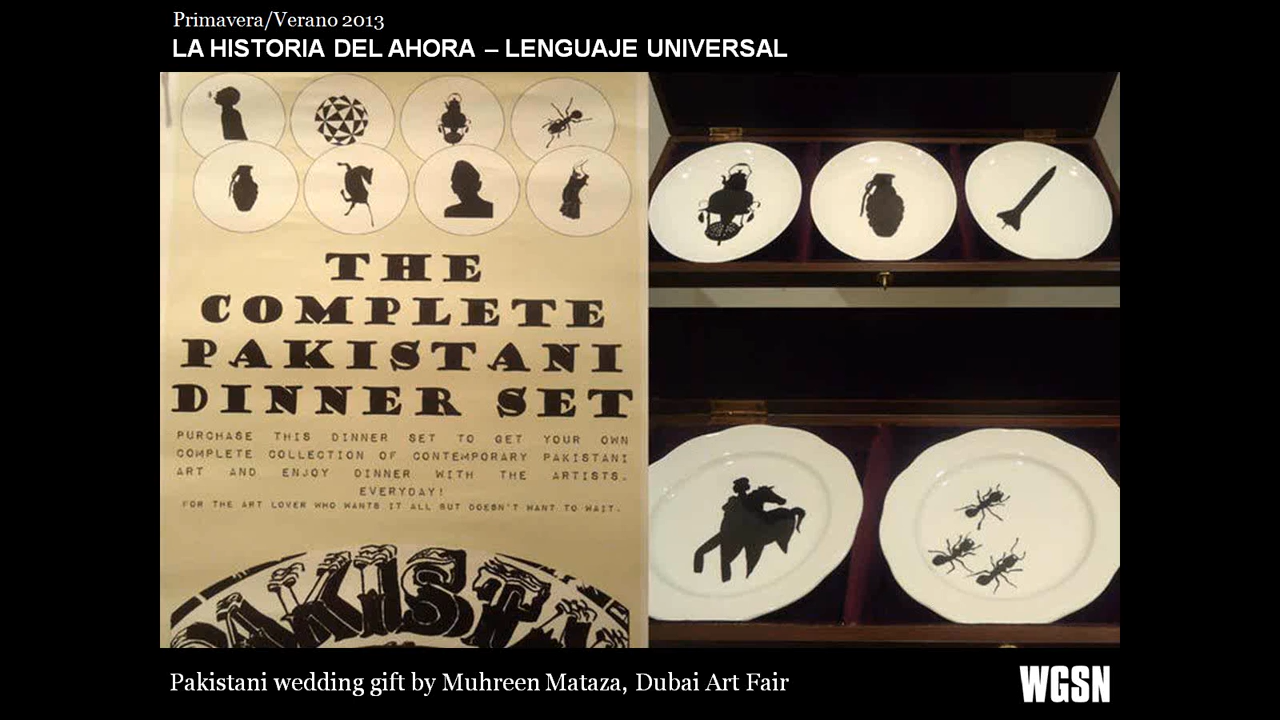 Primavera/Verano 2013
LA HISTORIA DEL AHORA – LENGUAJE UNIVERSAL
THE
COMPLETE
PAKISTANI
DINNER SET
PURCHASE THIS DINNER SET TO GET YOUR OWN
COMPLETE COLLECTION OF CONTEMPORARY PAKISTANI
ART AND ENJOY DINNER WITH THE ARTISTS.
EVERYDAY!
FOR THE ART LOVER WHO WANTS IT ALL BUT DOESN'T WANT TO WAIT.
PAKISTA
Pakistani wedding gift by Muhreen Mataza, Dubai Art Fair
WGSN